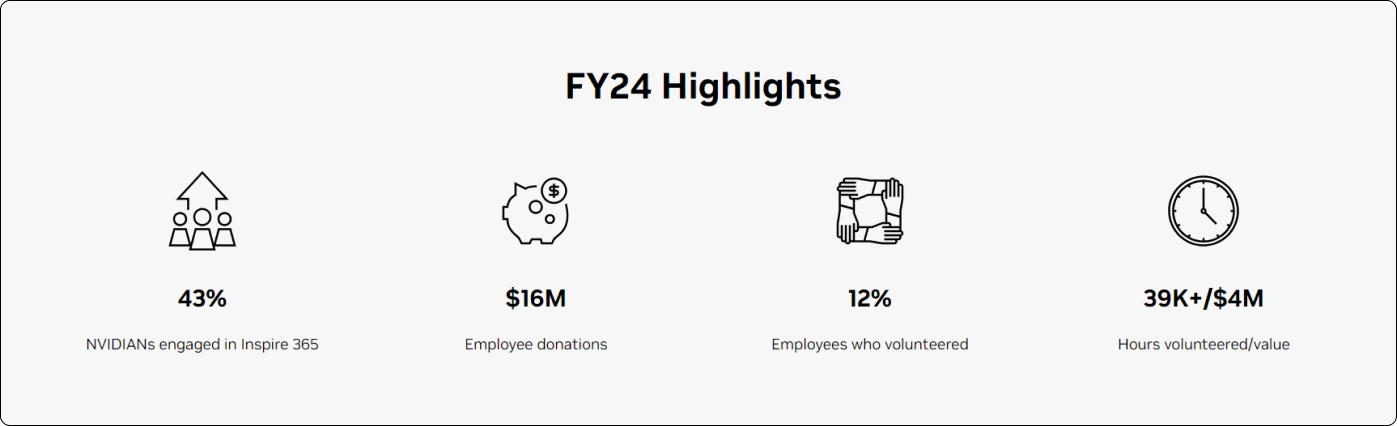 FY24 Highlights
$
43%
$16M
12%
39K+/$4M
NVIDIANs engaged in Inspire 365
Employee donations
Employees who volunteered
Hours volunteered/value